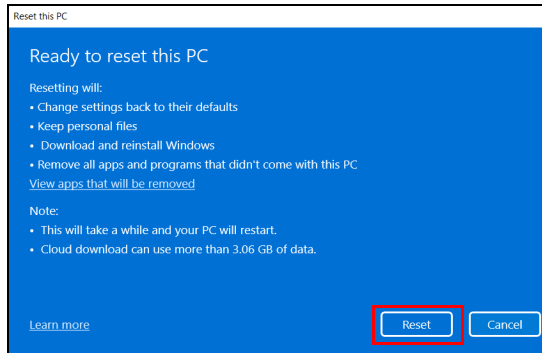 Reset this PC
Ready to reset this PC
Resetting will:
• Change settings back to their defaults
• Keep personal files
• Download and reinstall Windows
• Remove all apps and programs that didn't come with this PC
View apps that will be removed
Note:
• This will take a while and your PC will restart.
• Cloud download can use more than 3.06 GB of data.
Learn more
Reset
Cancel